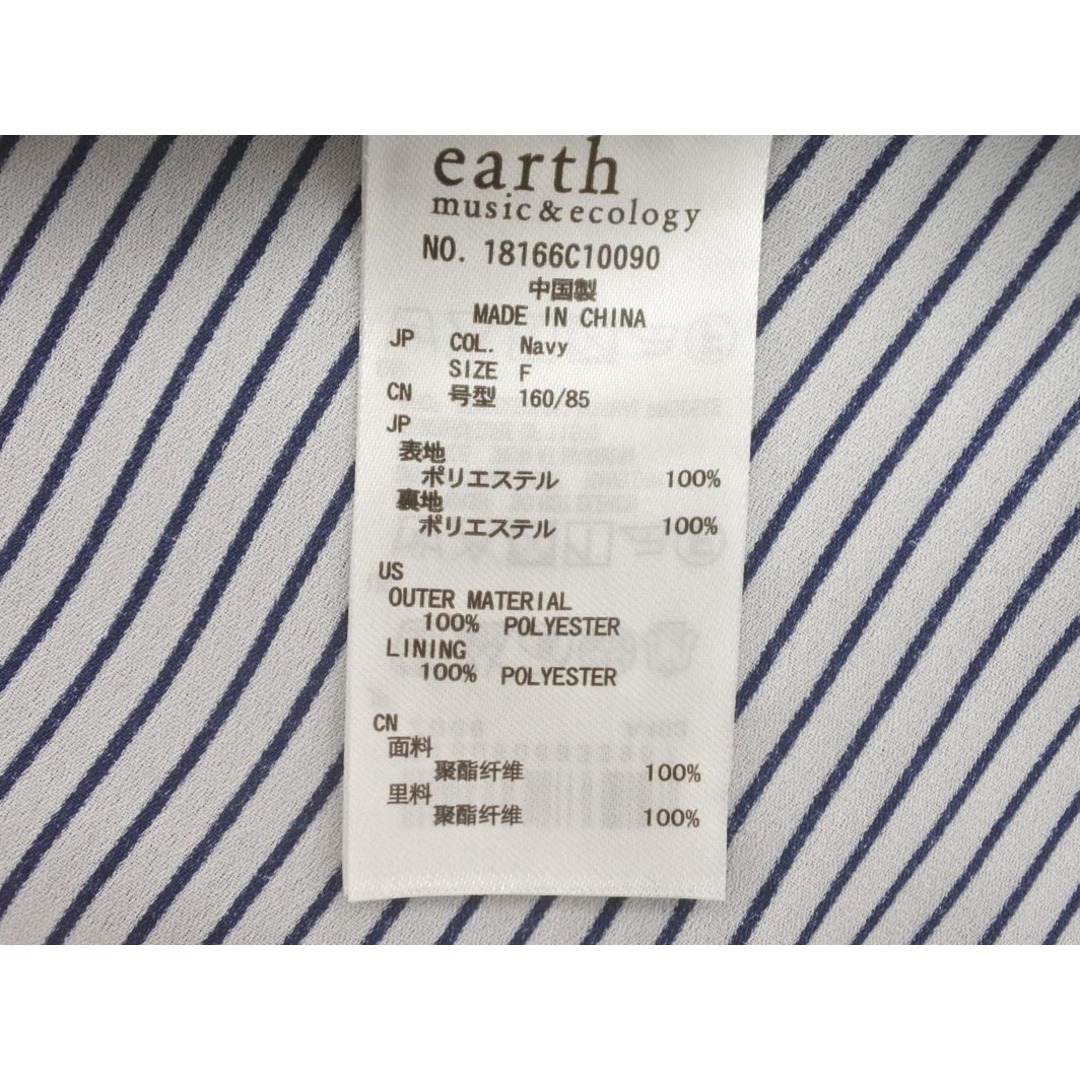 earth
music&ecology
NO. 18166C10090
中国製
MADE IN CHINA
JP COL. Navy
SIZE F
CN 号型 160/85
JP
表地
ポリエステル 100%
裏地
ポリエステル 100%
US
OUTER MATERIAL
100% POLYESTER
LINING
100% POLYESTER
CN
面料
聚酯纤维 100%
里料
聚酯纤维 100%